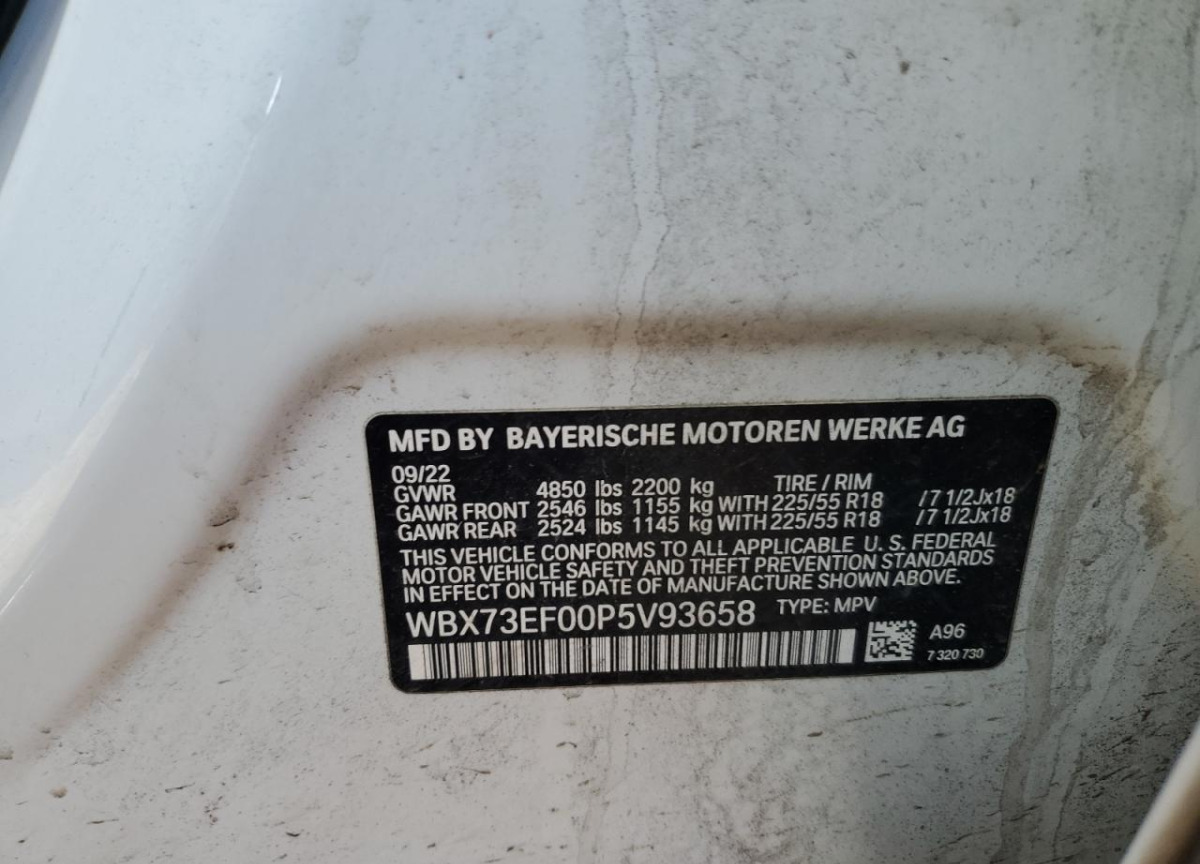 MFD BY BAYERISCHE MOTOREN WERKE AG
09/22
GVWR 4850 lbs 2200 kg TIRE / RIM
GAWR FRONT 2546 lbs 1155 kg WITH 225/55 R18 /7 1/2Jx18
GAWR REAR 2524 lbs 1145 kg WITH 225/55 R18 /7 1/2Jx18
THIS VEHICLE CONFORMS TO ALL APPLICABLE U. S. FEDERAL
MOTOR VEHICLE SAFETY AND THEFT PREVENTION STANDARDS
IN EFFECT ON THE DATE OF MANUFACTURE SHOWN ABOVE.
WBX73EF00P5V93658 TYPE: MPV
A96
7 320 730